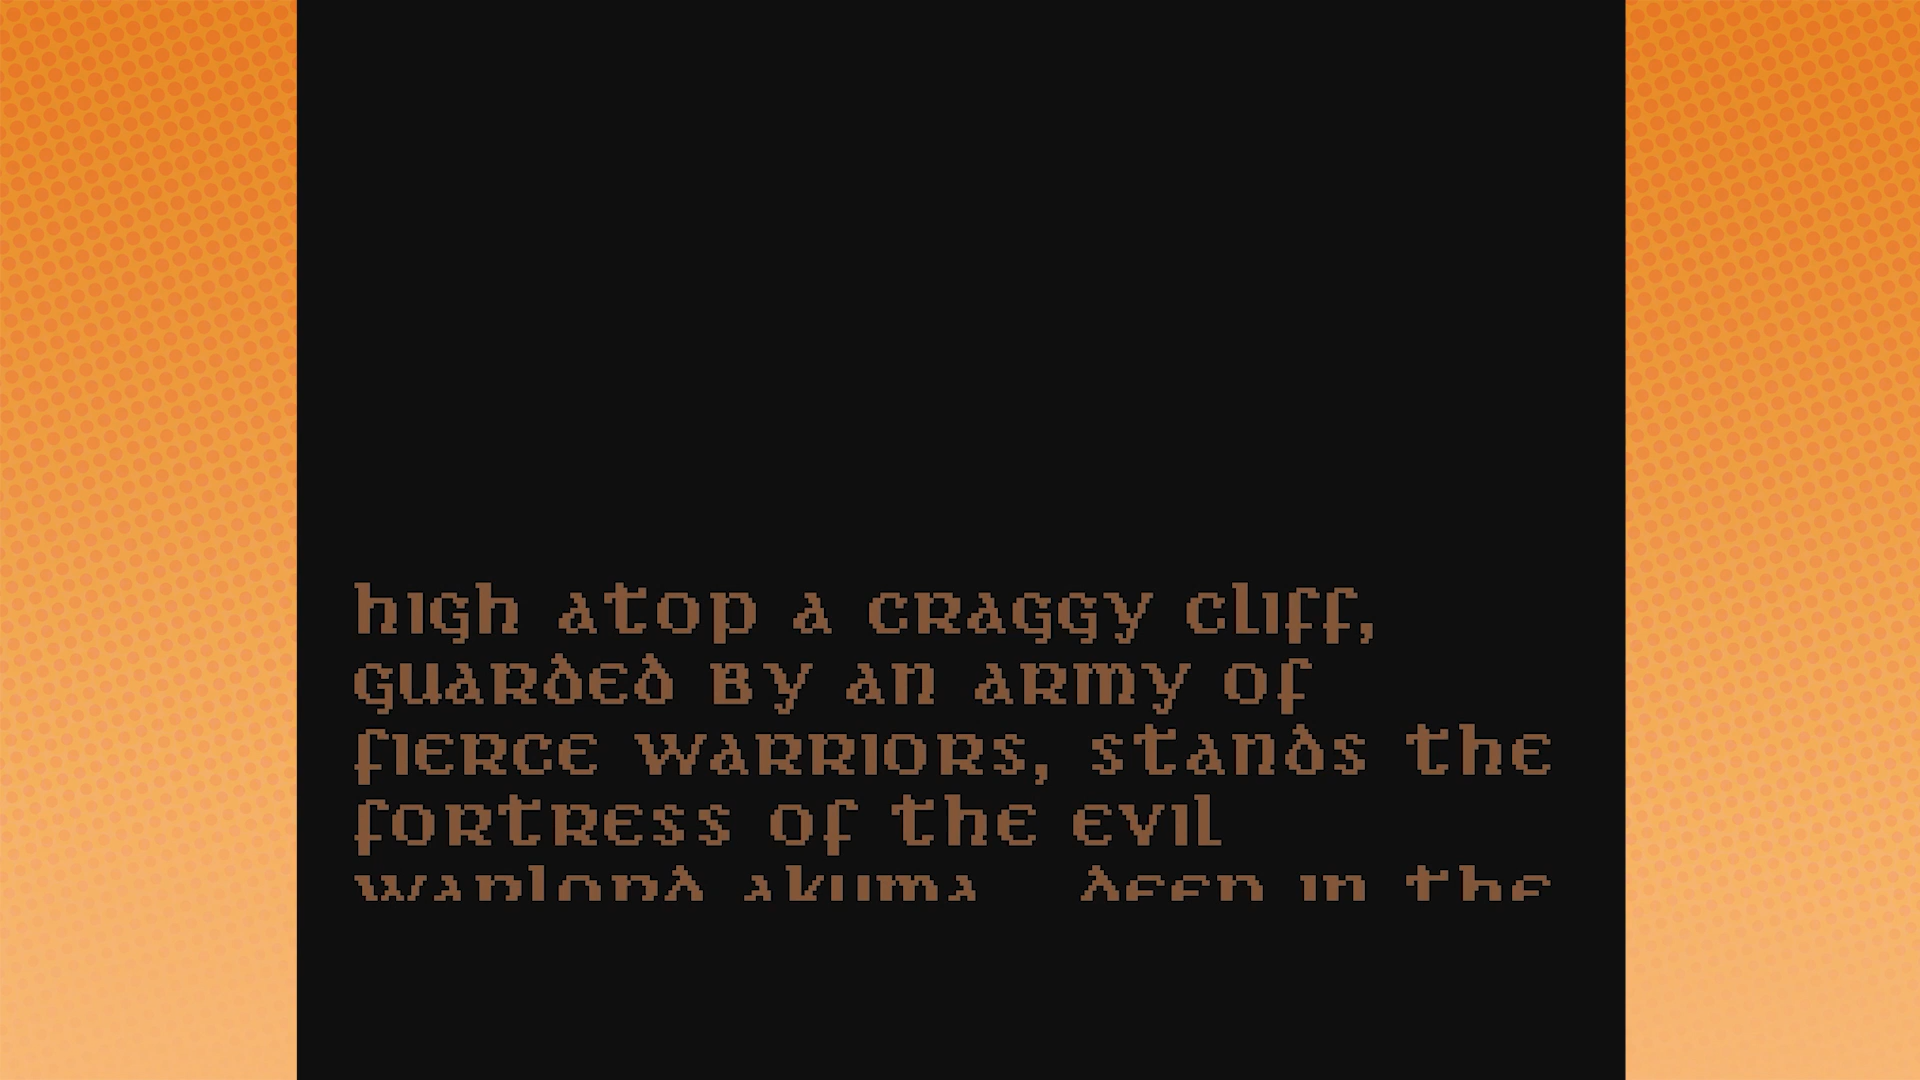 high atop a craggy cliff,
guarded by an army of
fierce warriors, stands the
fortress of the evil
warlord akuma  deep in the